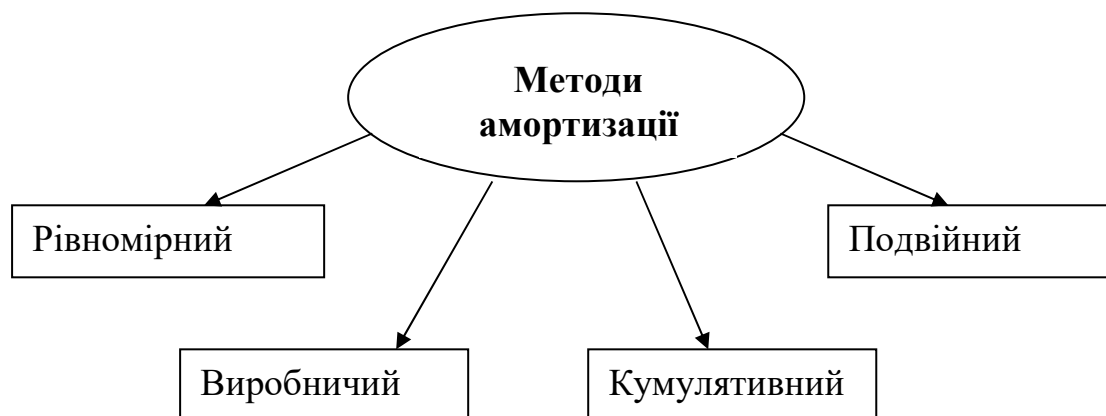 Методи
амортизації
Рівномірний
Подвійний
Виробничий
Кумулятивний